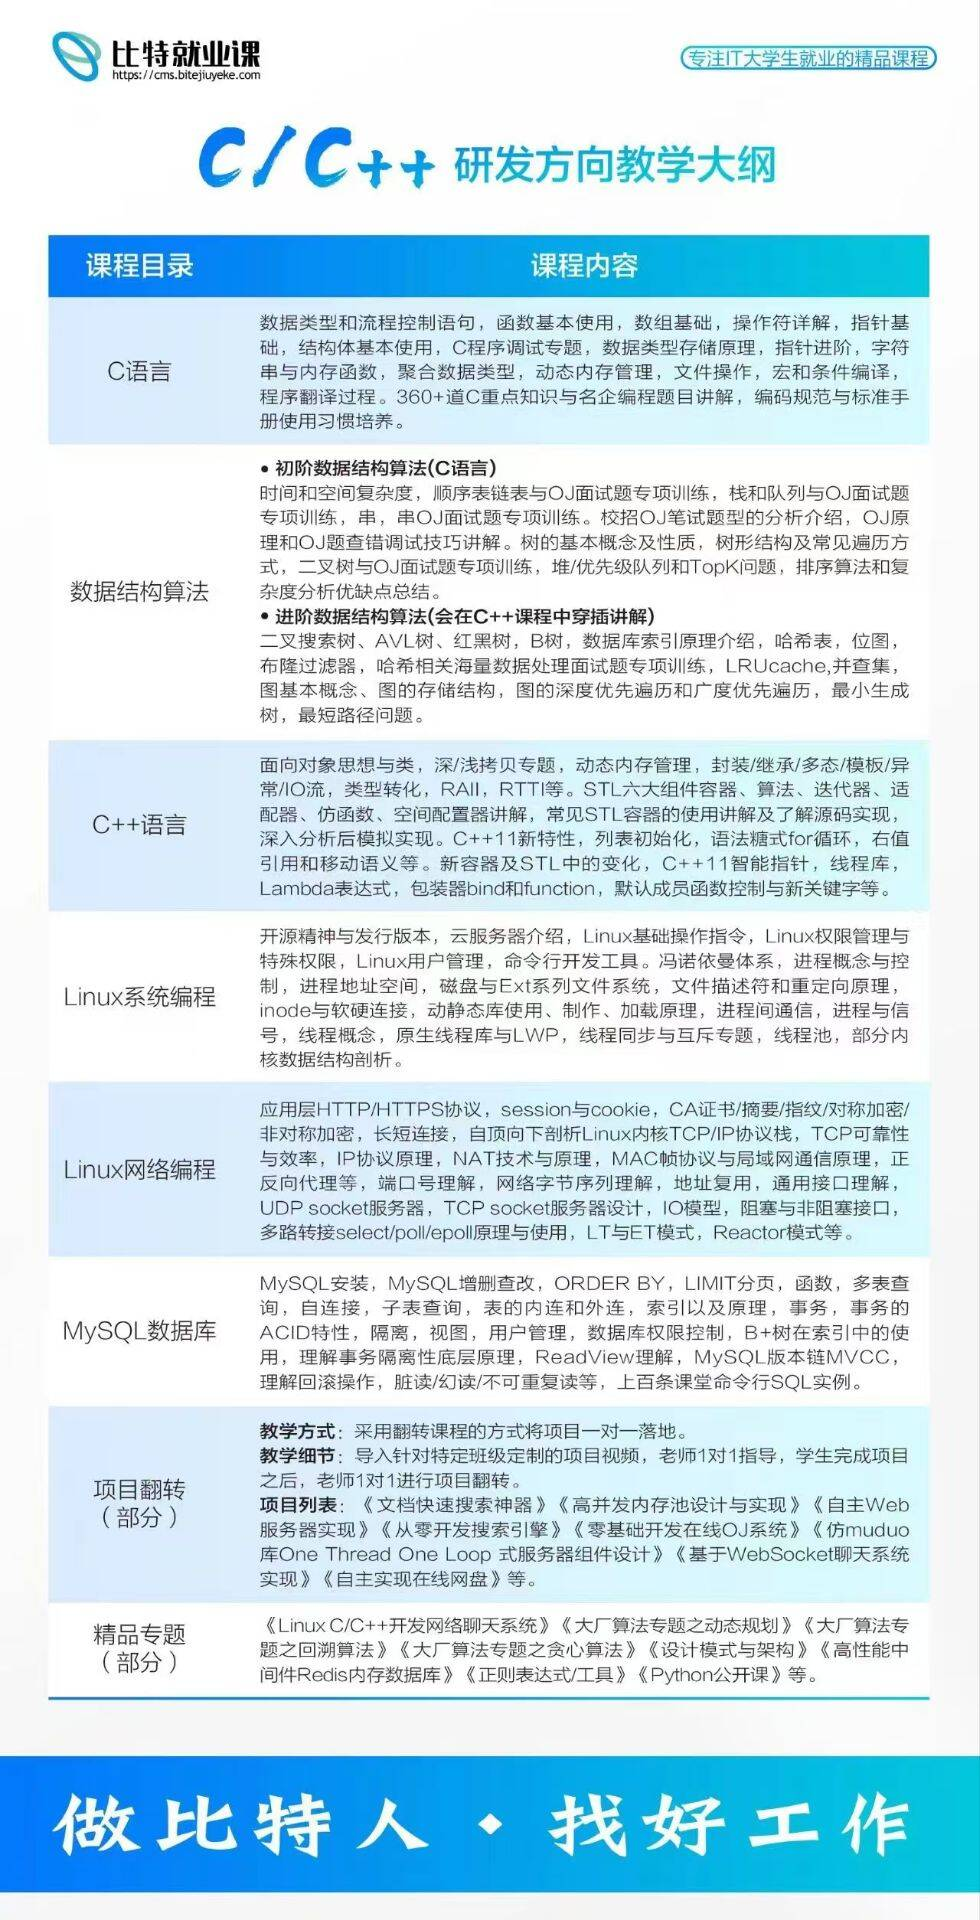 比特就业课
https://cms.bitejiuyeke.com
专注IT大学生就业的精品课程
C/C++ 研发方向教学大纲
课程目录
课程内容
C语言
数据类型和流程控制语句，函数基本使用，数组基础，操作符详解，指针基
础，结构体基本使用，C程序调试专题，数据类型存储原理，指针进阶，字符
串与内存函数，聚合数据类型，动态内存管理，文件操作，宏和条件编译，
程序翻译过程。360+道C重点知识与名企编程题目讲解，编码规范与标准手
册使用习惯培养。
数据结构算法
• 初阶数据结构算法(C语言)
时间和空间复杂度，顺序表链表与OJ面试题专项训练，栈和队列与OJ面试题
专项训练，串，串OJ面试题专项训练。校招OJ笔试题型的分析介绍，OJ原
理和OJ题查错调试技巧讲解。树的基本概念及性质，树形结构及常见遍历方
式，二叉树与OJ面试题专项训练，堆/优先级队列和TopK问题，排序算法和复
杂度分析优缺点总结。
• 进阶数据结构算法(会在C++课程中穿插讲解)
二叉搜索树、AVL树、红黑树，B树，数据库索引原理介绍，哈希表，位图，
布隆过滤器，哈希相关海量数据处理面试题专项训练，LRUcache,并查集，
图基本概念、图的存储结构，图的深度优先遍历和广度优先遍历，最小生成
树，最短路径问题。
C++语言
面向对象思想与类，深/浅拷贝专题，动态内存管理，封装/继承/多态/模板/异
常/IO流，类型转化，RAII，RTTI等。STL六大组件容器、算法、迭代器、适
配器、仿函数、空间配置器讲解，常见STL容器的使用讲解及了解源码实现，
深入分析后模拟实现。C++11新特性，列表初始化，语法糖式for循环，右值
引用和移动语义等。新容器及STL中的变化，C++11智能指针，线程库，
Lambda表达式，包装器bind和function，默认成员函数控制与新关键字等。
Linux系统编程
开源精神与发行版本，云服务器介绍，Linux基础操作指令，Linux权限管理与
特殊权限，Linux用户管理，命令行开发工具。冯诺依曼体系，进程概念与控
制，进程地址空间，磁盘与Ext系列文件系统，文件描述符和重定向原理，
inode与软硬连接，动静态库使用、制作、加载原理，进程间通信，进程与信
号，线程概念，原生线程库与LWP，线程同步与互斥专题，线程池，部分内
核数据结构剖析。
Linux网络编程
应用层HTTP/HTTPS协议，session与cookie，CA证书/摘要/指纹/对称加密/
非对称加密，长短连接，自顶向下剖析Linux内核TCP/IP协议栈，TCP可靠性
与效率，IP协议原理，NAT技术与原理，MAC帧协议与局域网通信原理，正
反向代理等，端口号理解，网络字节序列理解，地址复用，通用接口理解，
UDP socket服务器，TCP socket服务器设计，IO模型，阻塞与非阻塞接口，
多路转接select/poll/epoll原理与使用，LT与ET模式，Reactor模式等。
MySQL数据库
MySQL安装，MySQL增删查改，ORDER BY，LIMIT分页，函数，多表查
询，自连接，子表查询，表的内连和外连，索引以及原理，事务，事务的
ACID特性，隔离，视图，用户管理，数据库权限控制，B+树在索引中的使
用，理解事务隔离性底层原理，ReadView理解，MySQL版本链MVCC，
理解回滚操作，脏读/幻读/不可重复读等，上百条课堂命令行SQL实例。
项目翻转
（部分）
教学方式：采用翻转课程的方式将项目一对一落地。
教学细节：导入针对特定班级定制的项目视频，老师1对1指导，学生完成项目
之后，老师1对1进行项目翻转。
项目列表：《文档快速搜索神器》《高并发内存池设计与实现》《自主Web
服务器实现》《从零开发搜索引擎》《零基础开发在线OJ系统》《仿muduo
库One Thread One Loop 式服务器组件设计》《基于WebSocket聊天系统
实现》《自主实现在线网盘》等。
精品专题
（部分）
《Linux C/C++开发网络聊天系统》《大厂算法专题之动态规划》《大厂算法专
题之回溯算法》《大厂算法专题之贪心算法》《设计模式与架构》《高性能中
间件Redis内存数据库》《正则表达式/工具》《Python公开课》等。
做比特人·找好工作